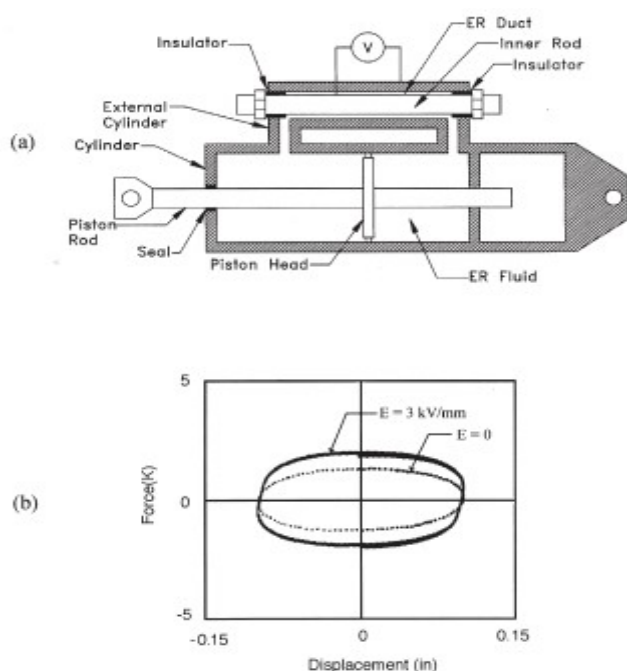 ER Duct
Insulator
Inner Rod
V
Insulator
External
Cylinder
(a)
Cylinder
Piston
Rod
Seal
Piston Head
ER Fluid
5
E = 3 kV/mm
E = 0
(b)
Force(K)
0
-5
-0.15
0
0.15
Displacement (in)